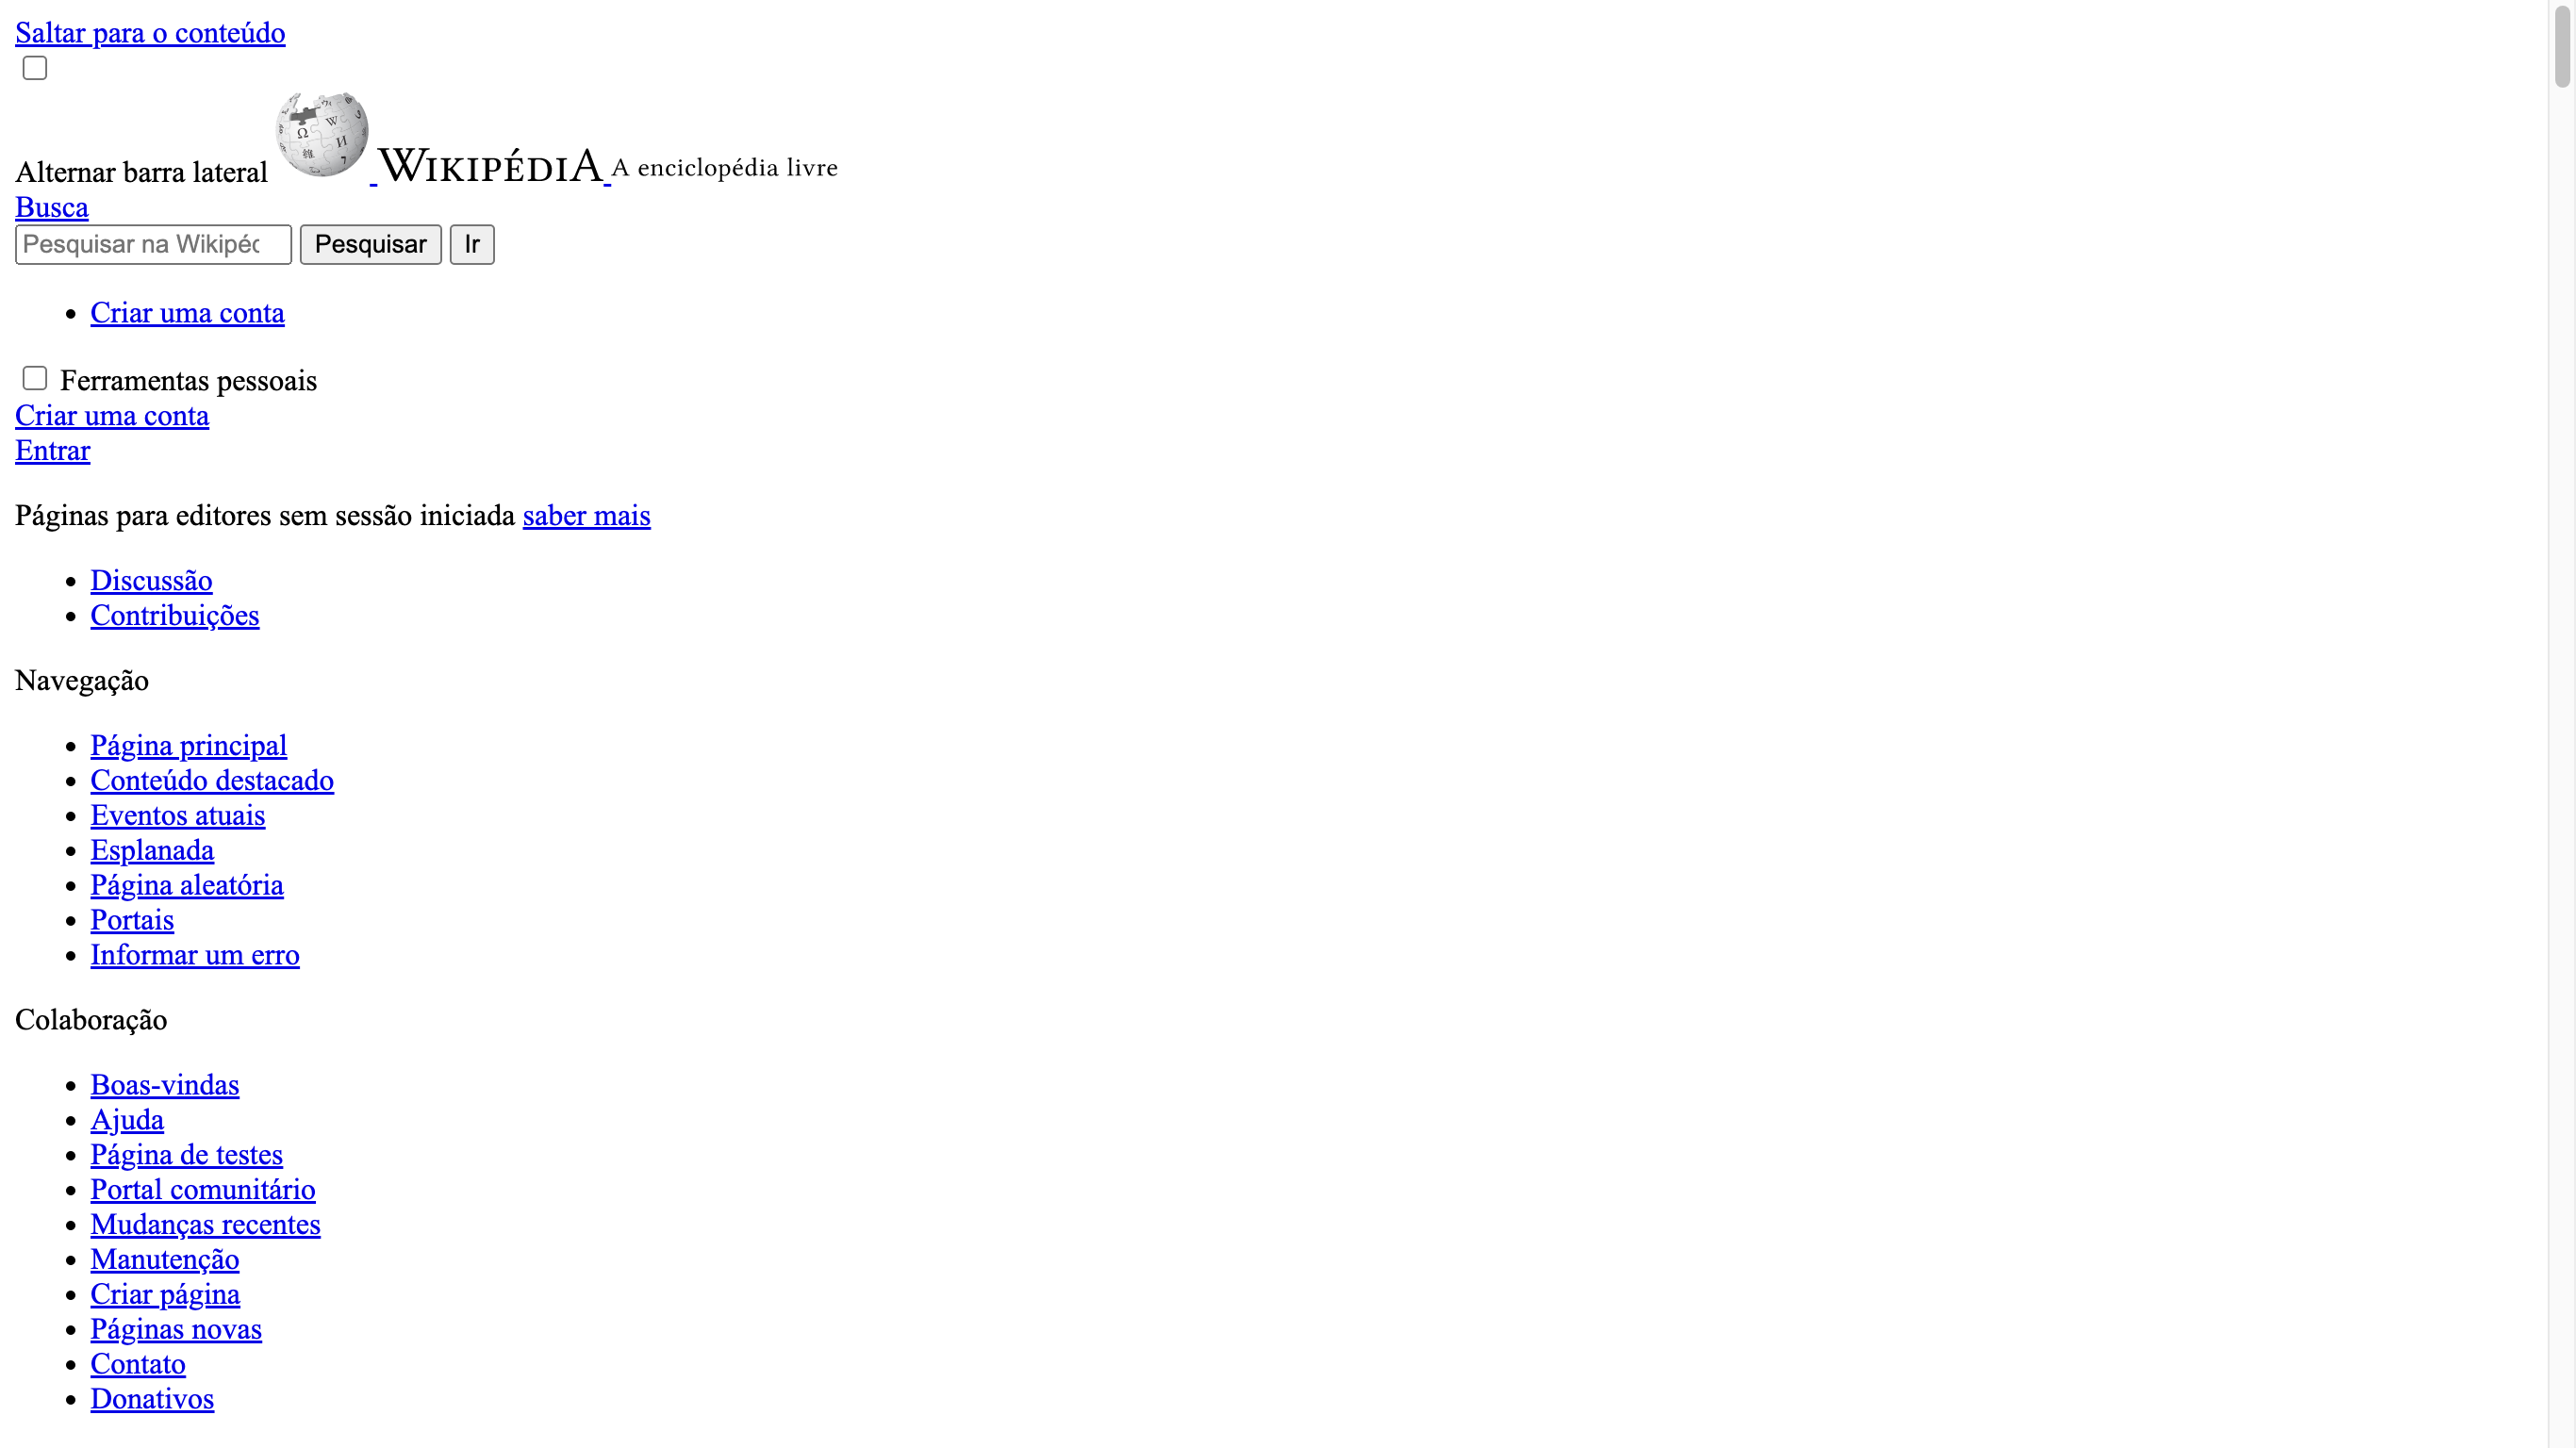 Saltar para o conteúdo
Alternar barra lateral WIKIPÉDIA A enciclopédia livre
Busca
Pesquisar na Wikipéd Pesquisar Ir
Criar uma conta
Ferramentas pessoais
Criar uma conta
Entrar
Páginas para editores sem sessão iniciada saber mais
Discussão
Contribuições
Navegação
Página principal
Conteúdo destacado
Eventos atuais
Esplanada
Página aleatória
Portais
Informar um erro
Colaboração
Boas-vindas
Ajuda
Página de testes
Portal comunitário
Mudanças recentes
Manutenção
Criar página
Páginas novas
Contato
Donativos